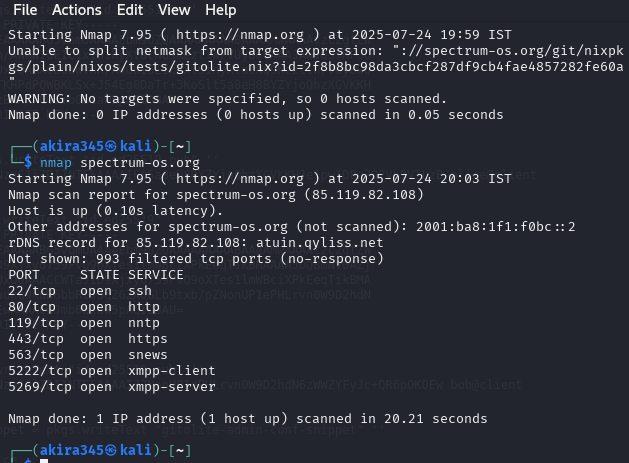 File Actions Edit View Help
Starting Nmap 7.95 ( https://nmap.org ) at 2025-07-24 19:59 IST
Unable to split netmask from target expression: "://spectrum-os.org/git/nixp
gs/plain/nixos/tests/gitolite.nix?id=2f8b8bc98da3cbcf287df9cb4fae4857282fe60a
"
WARNING: No targets were specified, so 0 hosts scanned.
Nmap done: 0 IP addresses (0 hosts up) scanned in 0.05 seconds
┌──(akira345㉿kali)-[~]
└─$ nmap spectrum-os.org
Starting Nmap 7.95 ( https://nmap.org ) at 2025-07-24 20:03 IST
Nmap scan report for spectrum-os.org (85.119.82.108)
Host is up (0.10s latency).
Other addresses for spectrum-os.org (not scanned): 2001:ba8:1f1:f0bc::2
rDNS record for 85.119.82.108: atuin.qyliss.net
Not shown: 993 filtered tcp ports (no-response)
PORT STATE SERVICE
22/tcp open ssh
80/tcp open http
119/tcp open nntp
443/tcp open https
563/tcp open snews
5222/tcp open xmpp-client
5269/tcp open xmpp-server
Nmap done: 1 IP address (1 host up) scanned in 20.21 seconds
┌──(akira345㉿kali)-[~]
└─$